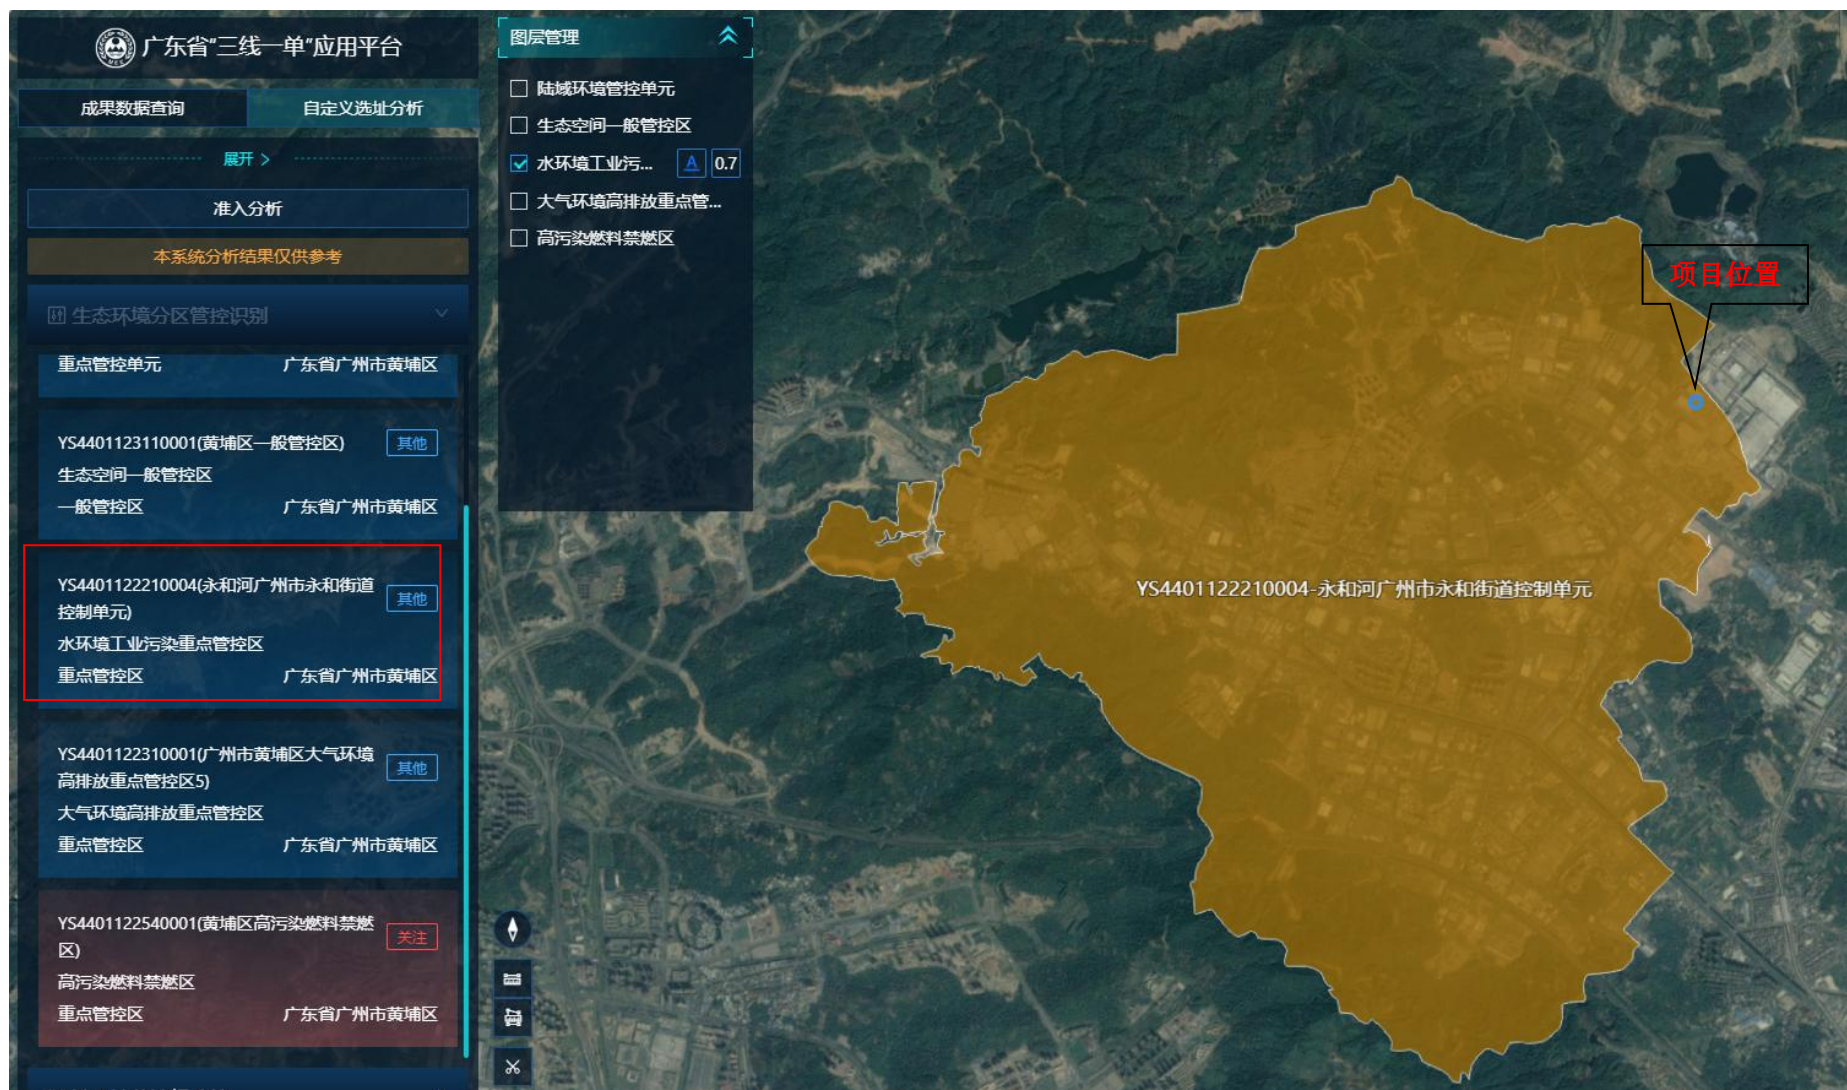 广东省"三线一单"应用平台
成果数据查询
自定义选址分析
展开 >
准入分析
本系统分析结果仅供参考
生态环境分区管控识别
重点管控单元
广东省广州市黄埔区
YS4401123110001(黄埔区一般管控区)
其他
生态空间一般管控区
一般管控区
广东省广州市黄埔区
YS4401122210004(永和河广州市永和街道
控制单元)
其他
水环境工业污染重点管控区
重点管控区
广东省广州市黄埔区
YS4401122310001(广州市黄埔区大气环境
高排放重点管控区5)
其他
大气环境高排放重点管控区
重点管控区
广东省广州市黄埔区
YS4401122540001(黄埔区高污染燃料禁燃
区)
关注
高污染燃料禁燃区
重点管控区
广东省广州市黄埔区
图层管理
陆域环境管控单元
生态空间一般管控区
水环境工业污...
A
0.7
大气环境高排放重点管...
高污染燃料禁燃区
项目位置
YS4401122210004-永和河广州市永和街道控制单元